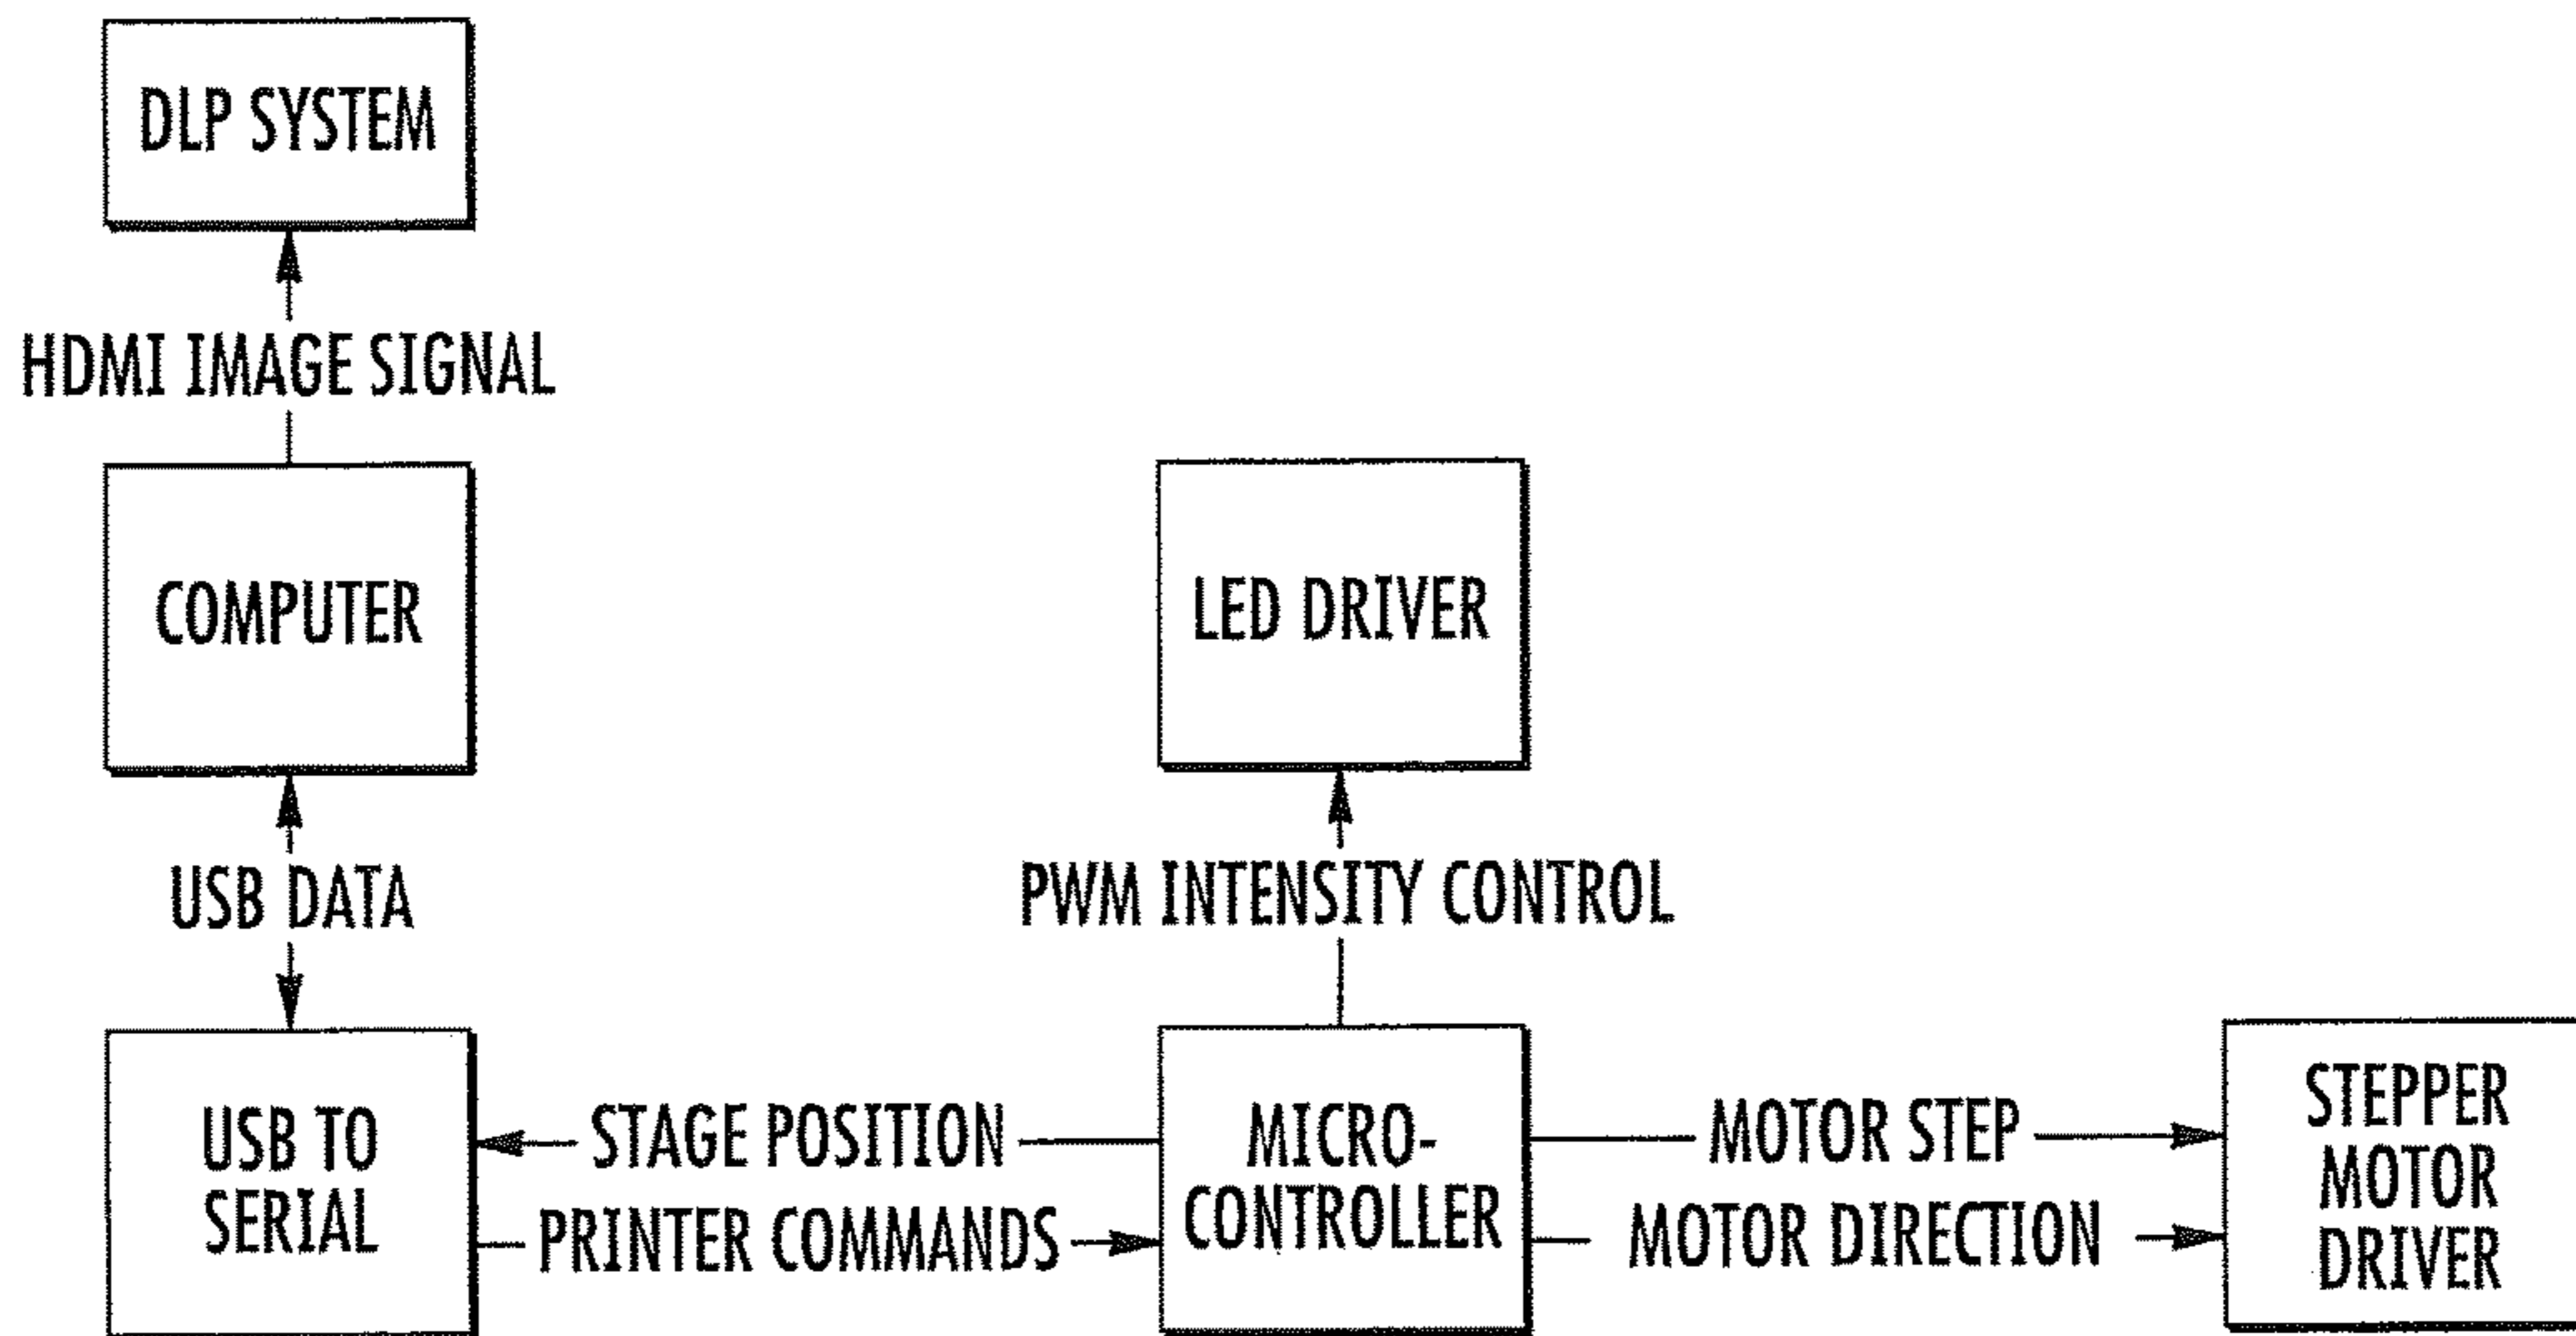 DLP SYSTEM
HDMI IMAGE SIGNAL
COMPUTER
LED DRIVER
USB DATA
PWM INTENSITY CONTROL
USB TO
SERIAL
STAGE POSITION
PRINTER COMMANDS
MICRO-
CONTROLLER
MOTOR STEP
MOTOR DIRECTION
STEPPER
MOTOR
DRIVER